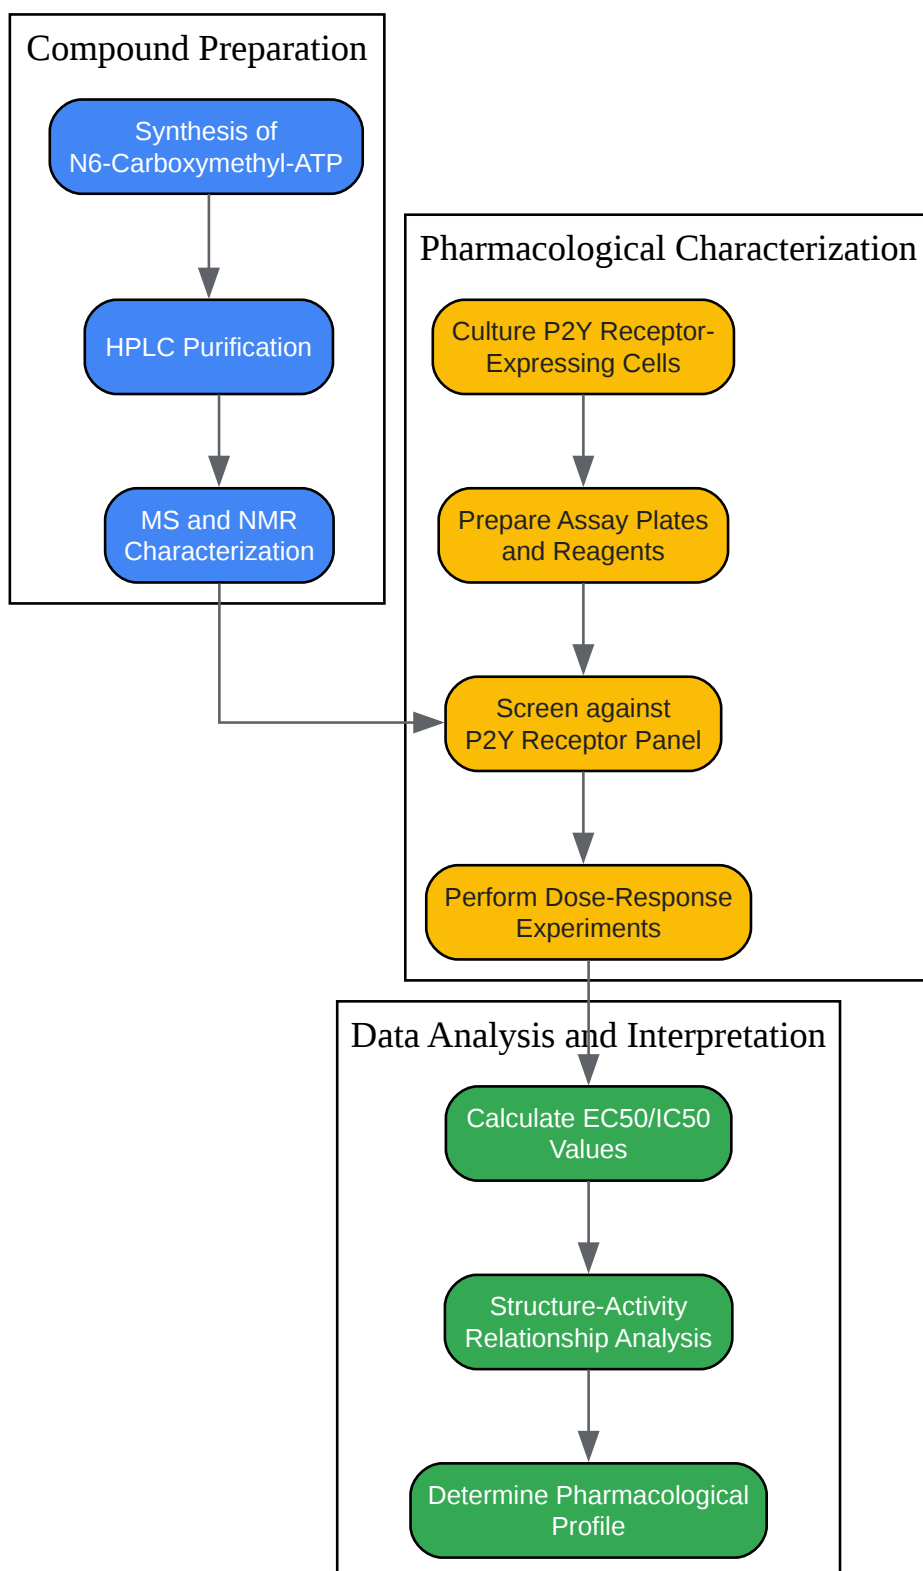 Compound Preparation
Synthesis of
N6-Carboxymethyl-ATP
HPLC Purification
MS and NMR
Characterization
Pharmacological Characterization
Culture P2Y Receptor-
Expressing Cells
Prepare Assay Plates
and Reagents
Screen against
P2Y Receptor Panel
Perform Dose-Response
Experiments
Data Analysis and Interpretation
Calculate EC50/IC50
Values
Structure-Activity
Relationship Analysis
Determine Pharmacological
Profile